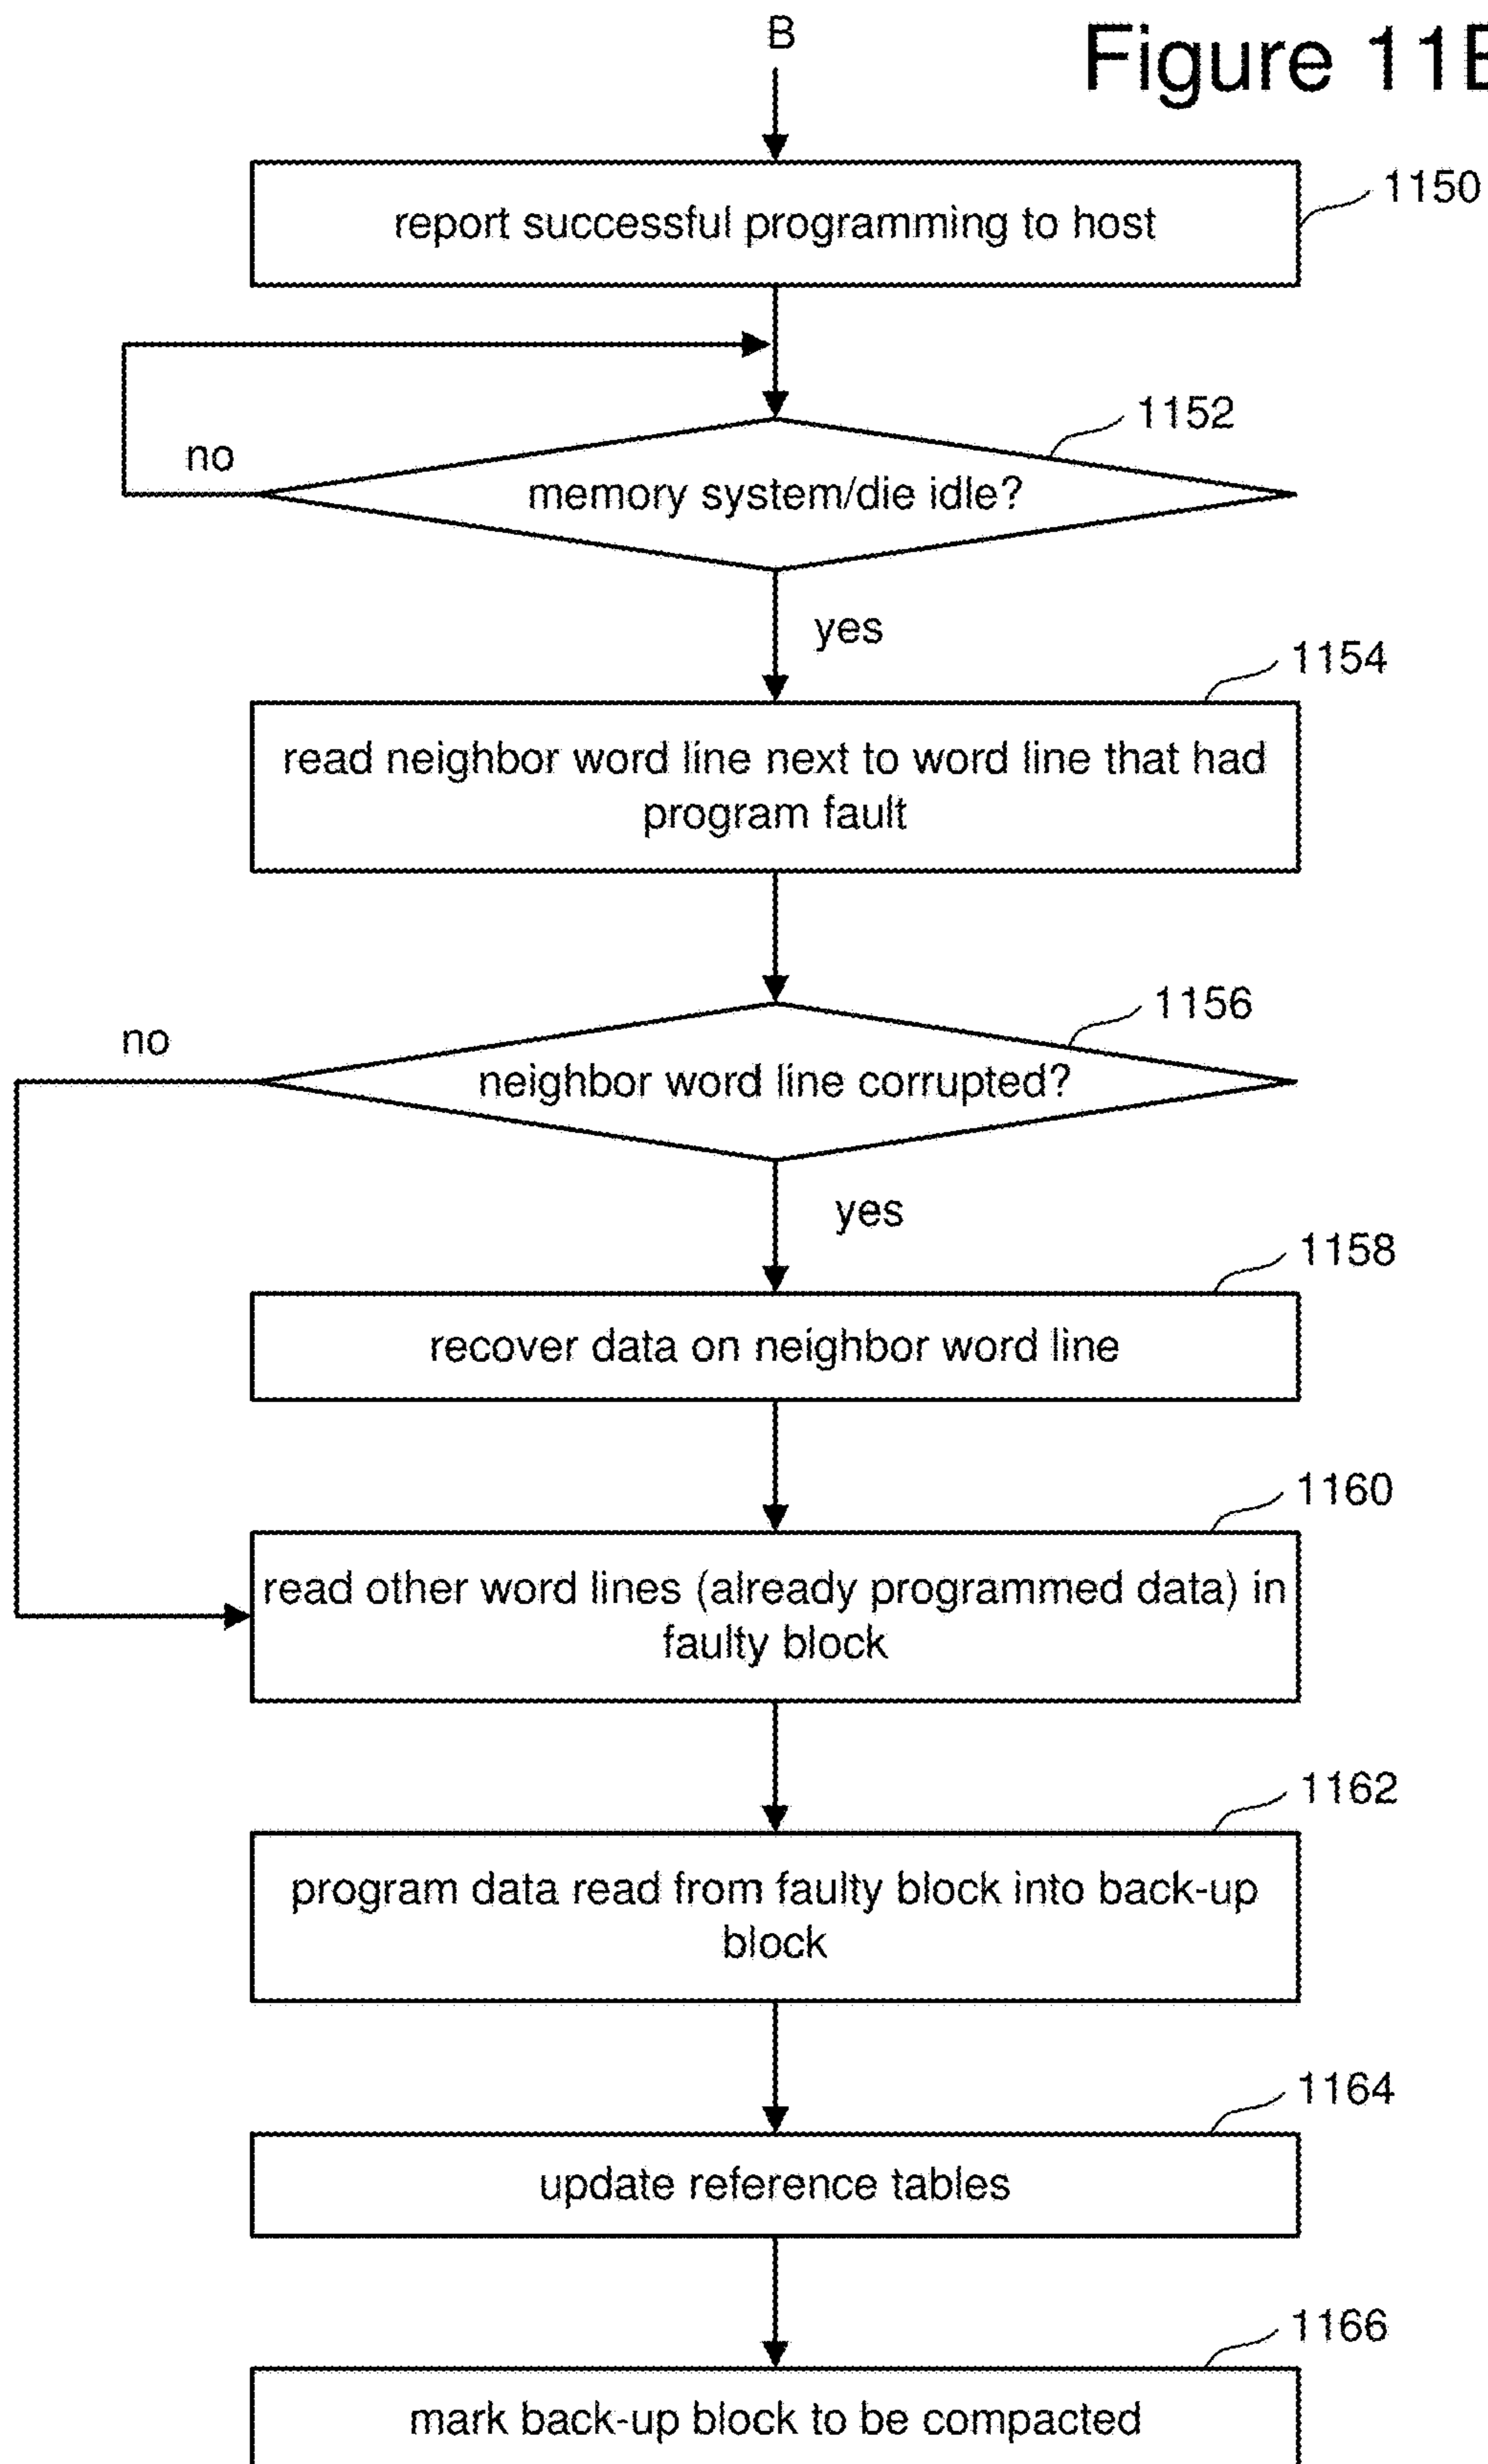 B
Figure 11B
report successful programming to host
1150
1152
no
memory system/die idle?
yes
1154
read neighbor word line next to word line that had
program fault
1156
no
neighbor word line corrupted?
yes
1158
recover data on neighbor word line
1160
read other word lines (already programmed data) in
faulty block
1162
program data read from faulty block into back-up
block
1164
update reference tables
1166
mark back-up block to be compacted